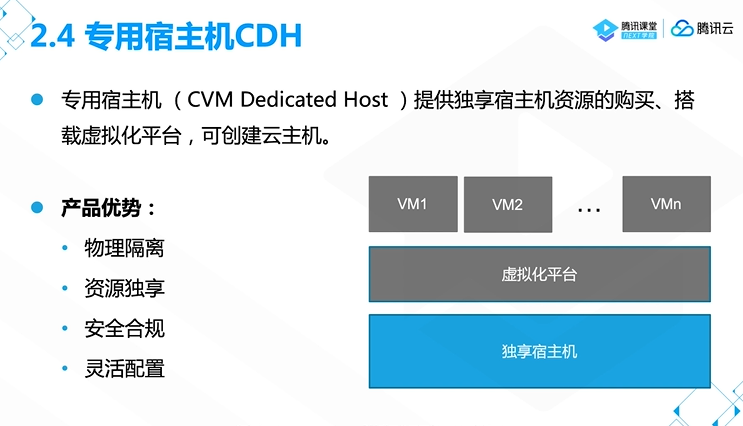 2.4 专用宿主机CDH
腾讯课堂
NEXT学院
腾讯云
专用宿主机 （ CVM Dedicated Host ）提供独享宿主机资源的购买、搭
载虚拟化平台，可创建云主机。
产品优势：
物理隔离
资源独享
安全合规
灵活配置
VM1
VM2
...
VMn
虚拟化平台
独享宿主机